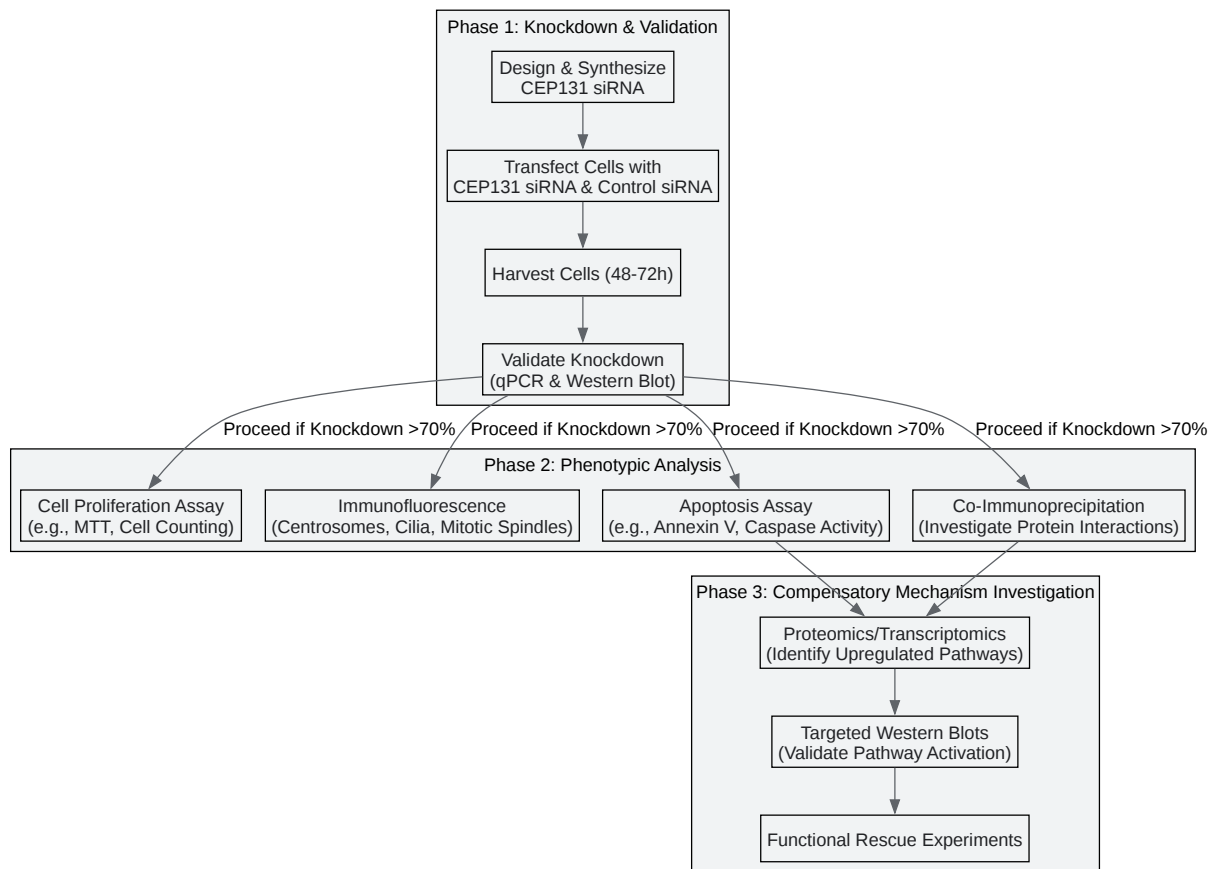 Phase 1: Knockdown & Validation
Design & Synthesize
CEP131 siRNA
Transfect Cells with
CEP131 siRNA & Control siRNA
Harvest Cells (48-72h)
Validate Knockdown
(qPCR & Western Blot)
Proceed if Knockdown >70%
Proceed if Knockdown >70%
Proceed if Knockdown >70%
Proceed if Knockdown >70%
Phase 2: Phenotypic Analysis
Cell Proliferation Assay
(e.g., MTT, Cell Counting)
Immunofluorescence
(Centrosomes, Cilia, Mitotic Spindles)
Apoptosis Assay
(e.g., Annexin V, Caspase Activity)
Co-Immunoprecipitation
(Investigate Protein Interactions)
Phase 3: Compensatory Mechanism Investigation
Proteomics/Transcriptomics
(Identify Upregulated Pathways)
Targeted Western Blots
(Validate Pathway Activation)
Functional Rescue Experiments